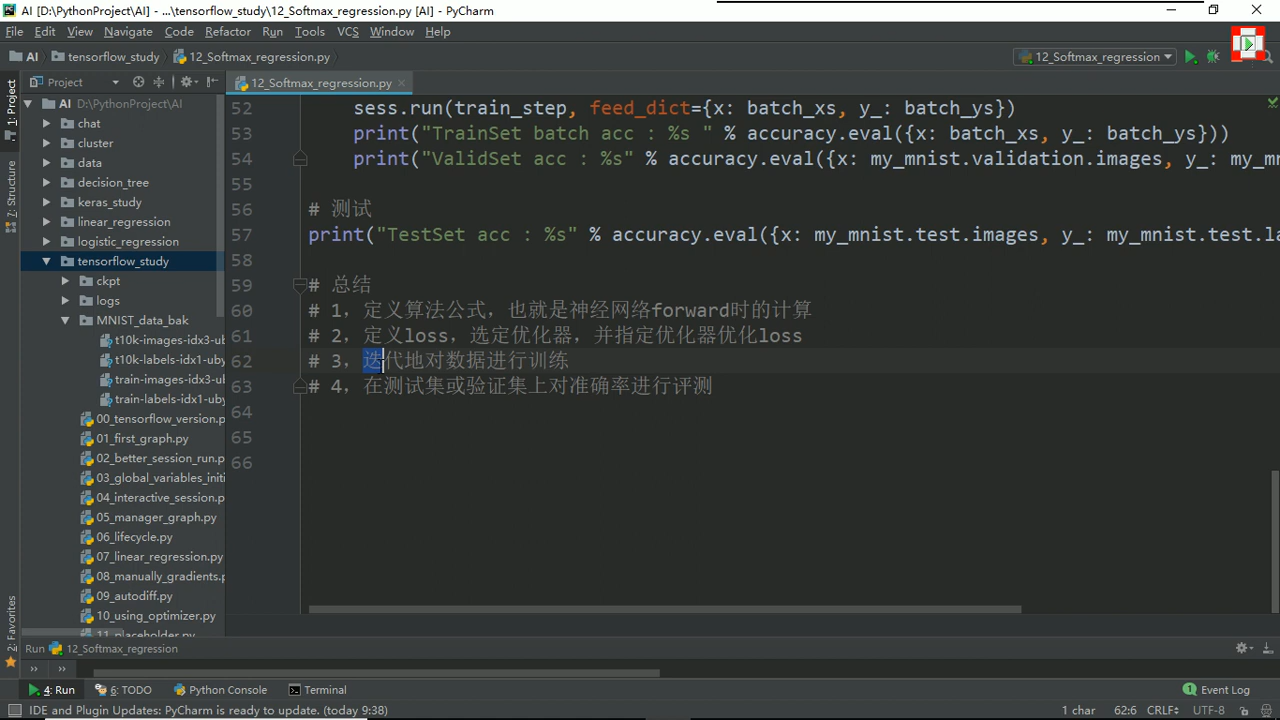 AI [D:\PythonProject\AI] - ...\tensorflow_study\12_Softmax_regression.py [AI] - PyCharm
File Edit View Navigate Code Refactor Run Tools VCS Window Help
AI tensorflow_study 12_Softmax_regression.py 12_Softmax_regression
Project 12_Softmax_regression.py
1: Project
7: Structure
2: Favorites
AI D:\PythonProject\AI
chat
cluster
data
decision_tree
keras_study
linear_regression
logistic_regression
tensorflow_study
ckpt
logs
MNIST_data_bak
t10k-images-idx3-ub
t10k-labels-idx1-uby
train-images-idx3-ul
train-labels-idx1-uby
00_tensorflow_version.p
01_first_graph.py
02_better_session_run.p
03_global_variables_initi
04_interactive_session.p
05_manager_graph.py
06_lifecycle.py
07_linear_regression.py
08_manually_gradients.
09_autodiff.py
10_using_optimizer.py
11_placeholder.py
52 sess.run(train_step, feed_dict={x: batch_xs, y_: batch_ys})
53 print("TrainSet batch acc : %s " % accuracy.eval({x: batch_xs, y_: batch_ys}))
54 print("ValidSet acc : %s" % accuracy.eval({x: my_mnist.validation.images, y_: my_mn
55
56 # 测试
57 print("TestSet acc : %s" % accuracy.eval({x: my_mnist.test.images, y_: my_mnist.test.la
58
59 # 总结
60 # 1，定义算法公式，也就是神经网络forward时的计算
61 # 2，定义loss，选定优化器，并指定优化器优化loss
62 # 3，迭代地对数据进行训练
63 # 4，在测试集或验证集上对准确率进行评测
64
65
66
Run 12_Softmax_regression
4: Run 6: TODO Python Console Terminal 1 Event Log
IDE and Plugin Updates: PyCharm is ready to update. (today 9:38) 1 char 62:6 CRLF UTF-8